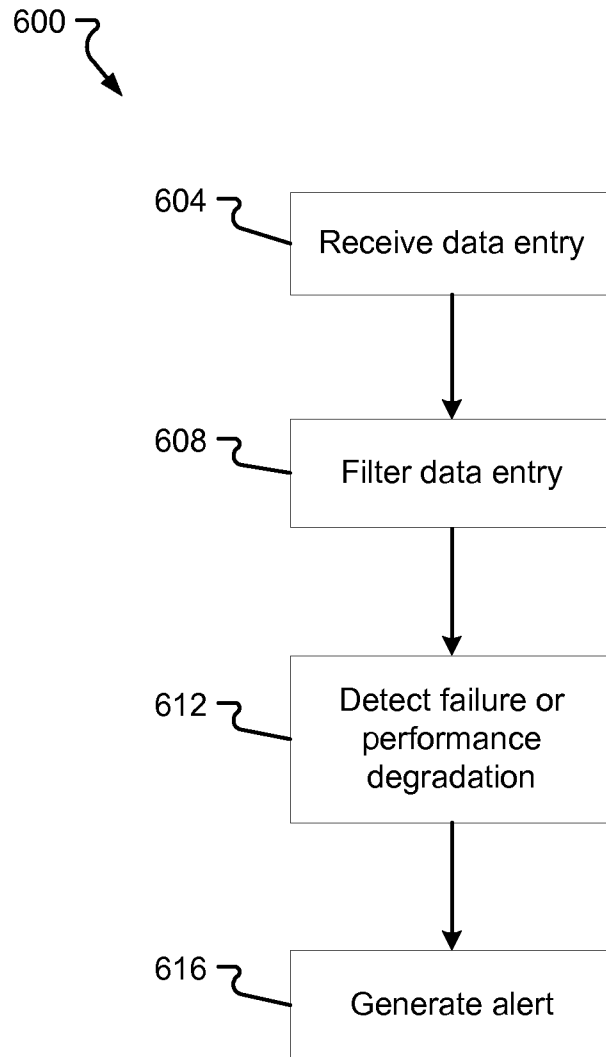 600
604
Receive data entry
608
Filter data entry
612
Detect failure or
performance
degradation
616
Generate alert